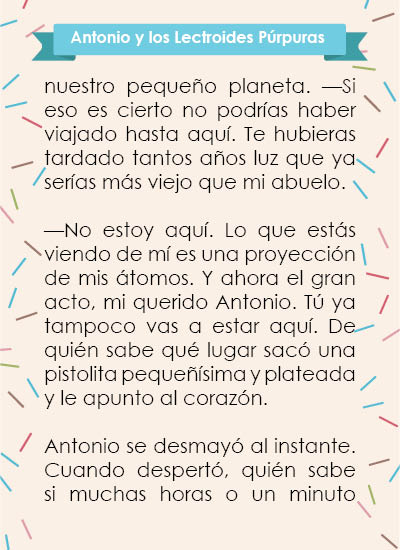 Antonio y los Lectroides Púrpuras
nuestro pequeño planeta. —Si
eso es cierto no podrías haber
viajado hasta aquí. Te hubieras
tardado tantos años luz que ya
serías más viejo que mi abuelo.
—No estoy aquí. Lo que estás
viendo de mí es una proyección
de mis átomos. Y ahora el gran
acto, mi querido Antonio. Tú ya
tampoco vas a estar aquí. De
quién sabe qué lugar sacó una
pistolita pequeñísima y plateada
y le apunto al corazón.
Antonio se desmayó al instante.
Cuando despertó, quién sabe
si muchas horas o un minuto